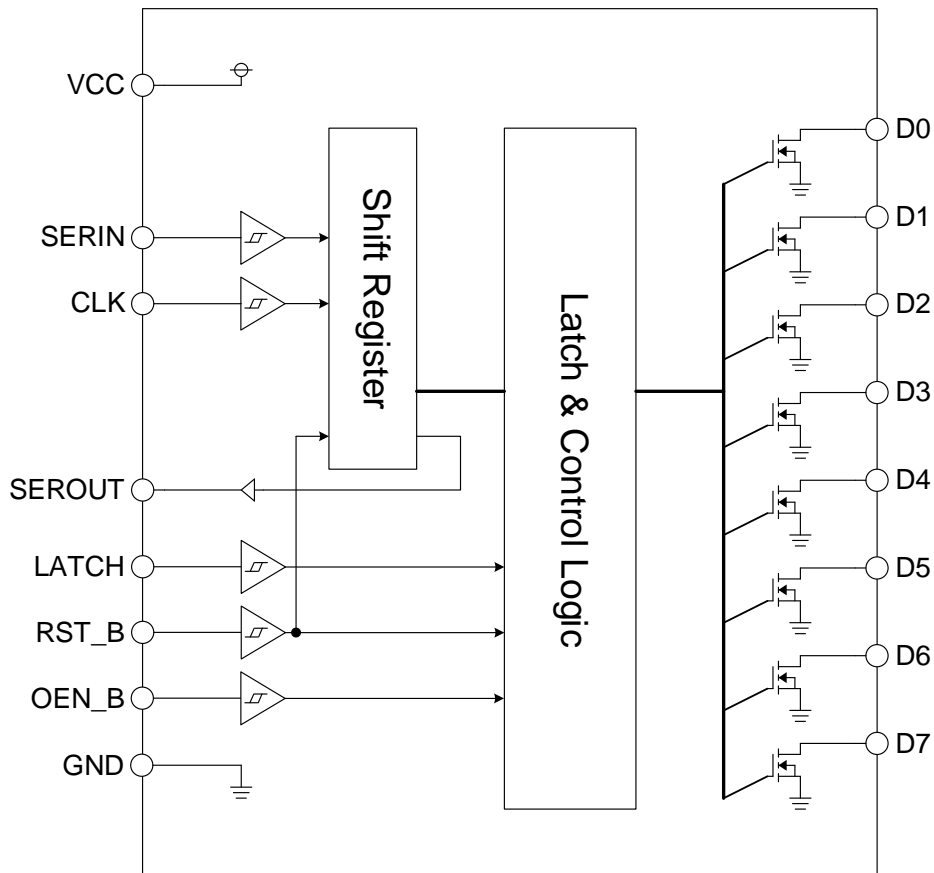 VCC
SERIN
CLK
SEROUT
LATCH
RST_B
OEN_B
GND
Shift Register
Latch & Control Logic
D0
D1
D2
D3
D4
D5
D6
D7